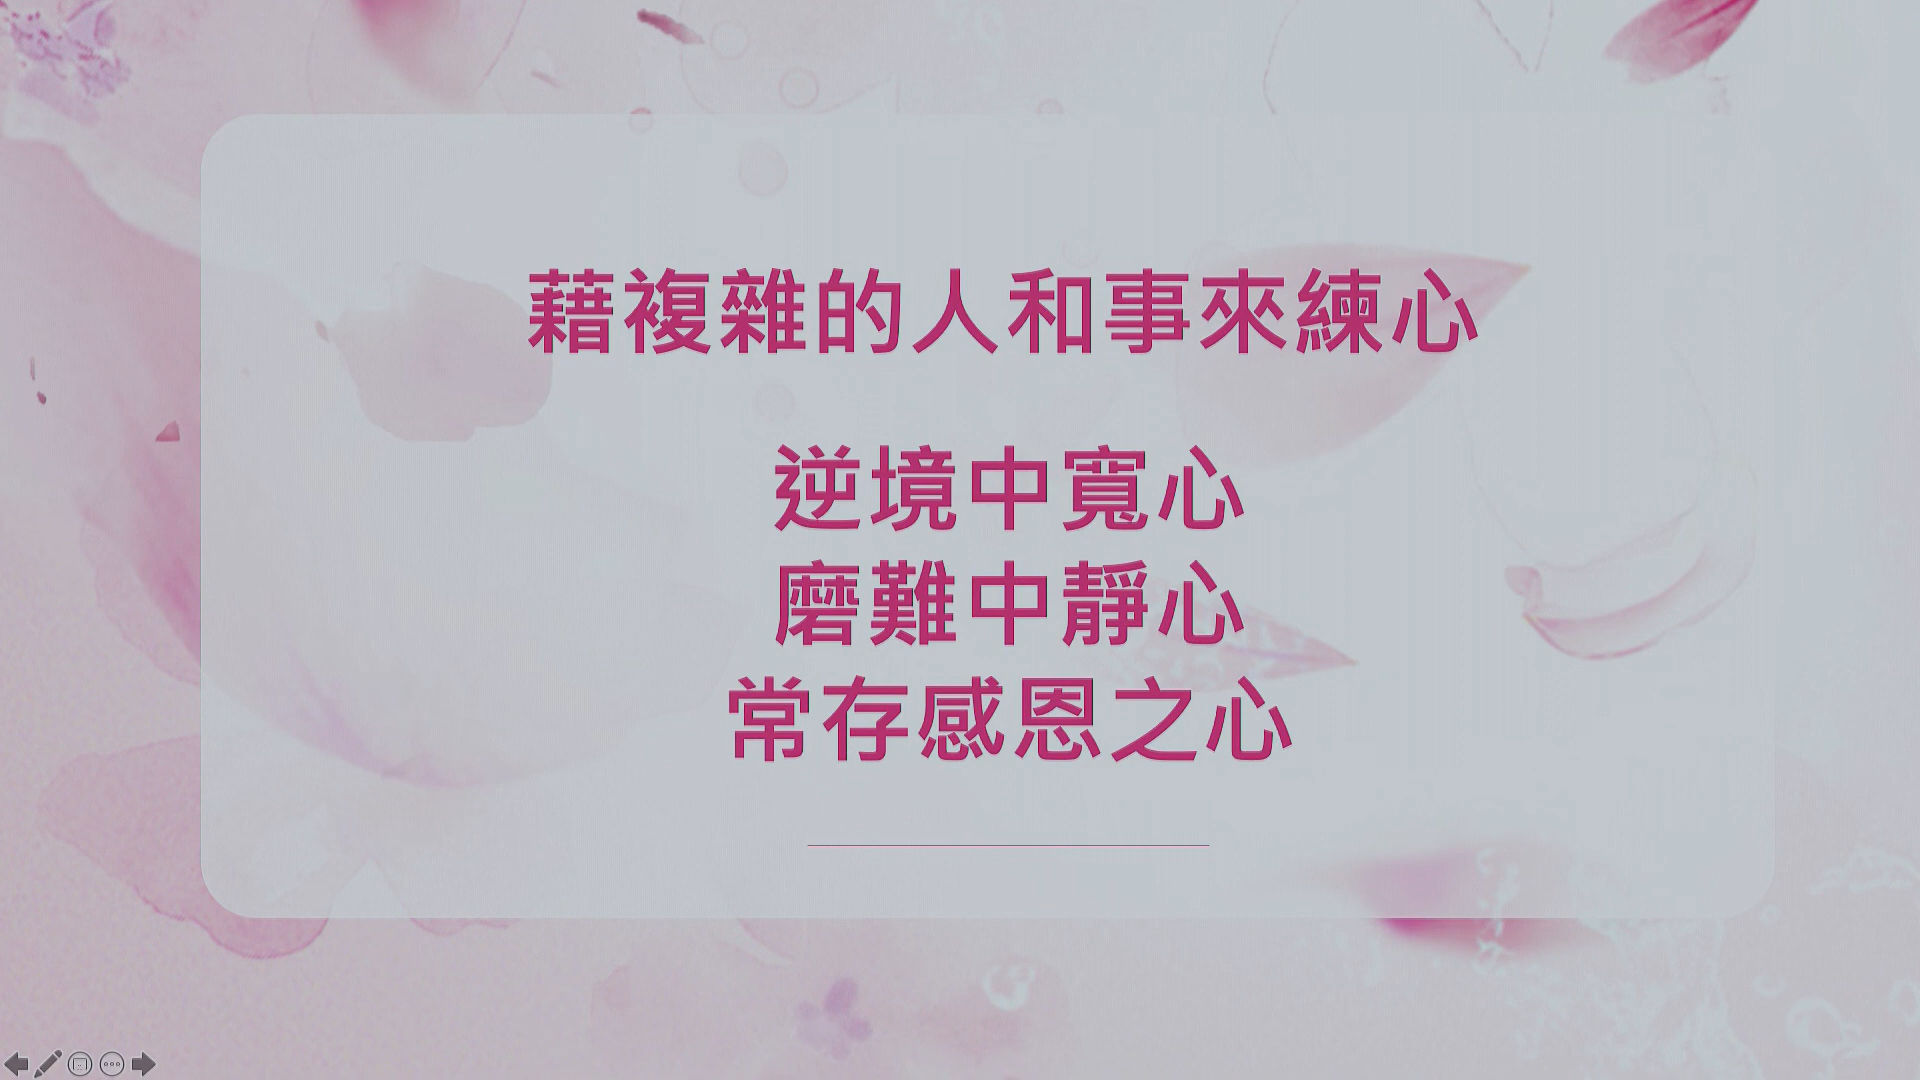 藉複雜的人和事來練心
逆境中寬心
磨難中靜心
常存感恩之心